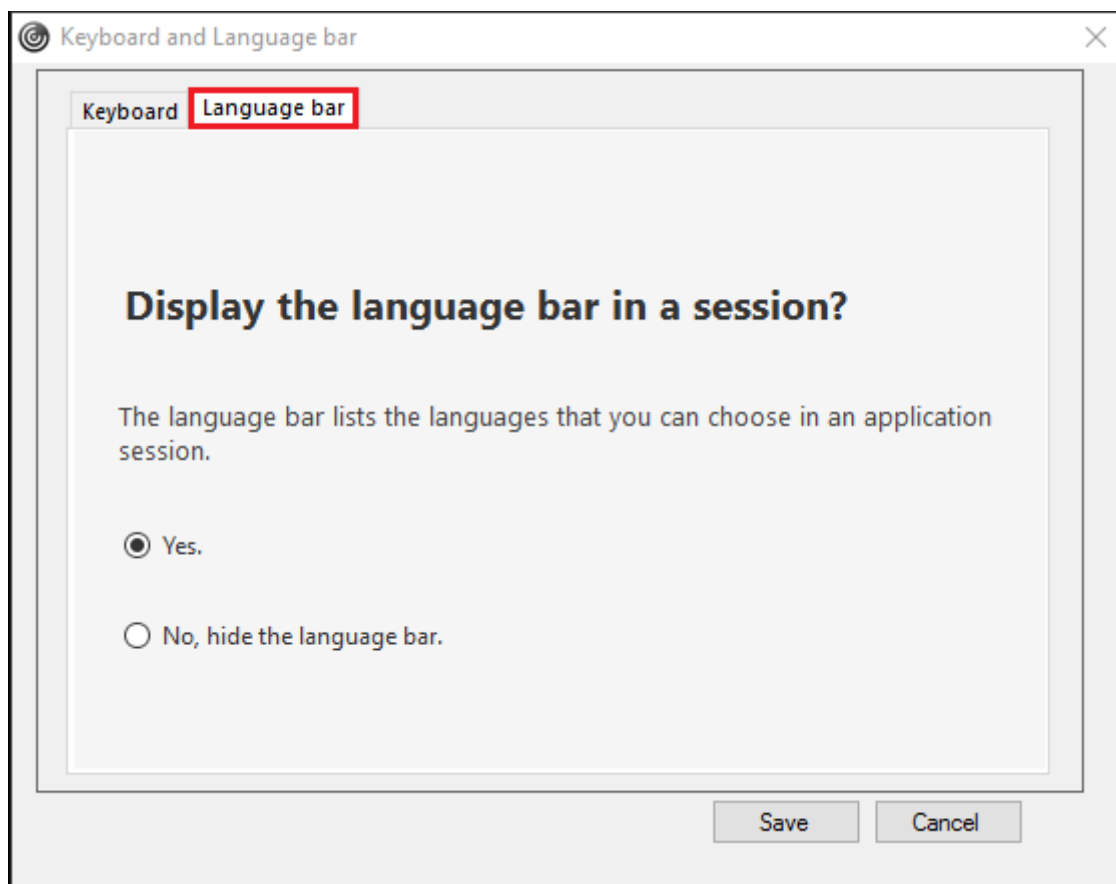 Keyboard and Language bar
Keyboard Language bar
Display the language bar in a session?
The language bar lists the languages that you can choose in an application
session.
Yes.
No, hide the language bar.
Save Cancel